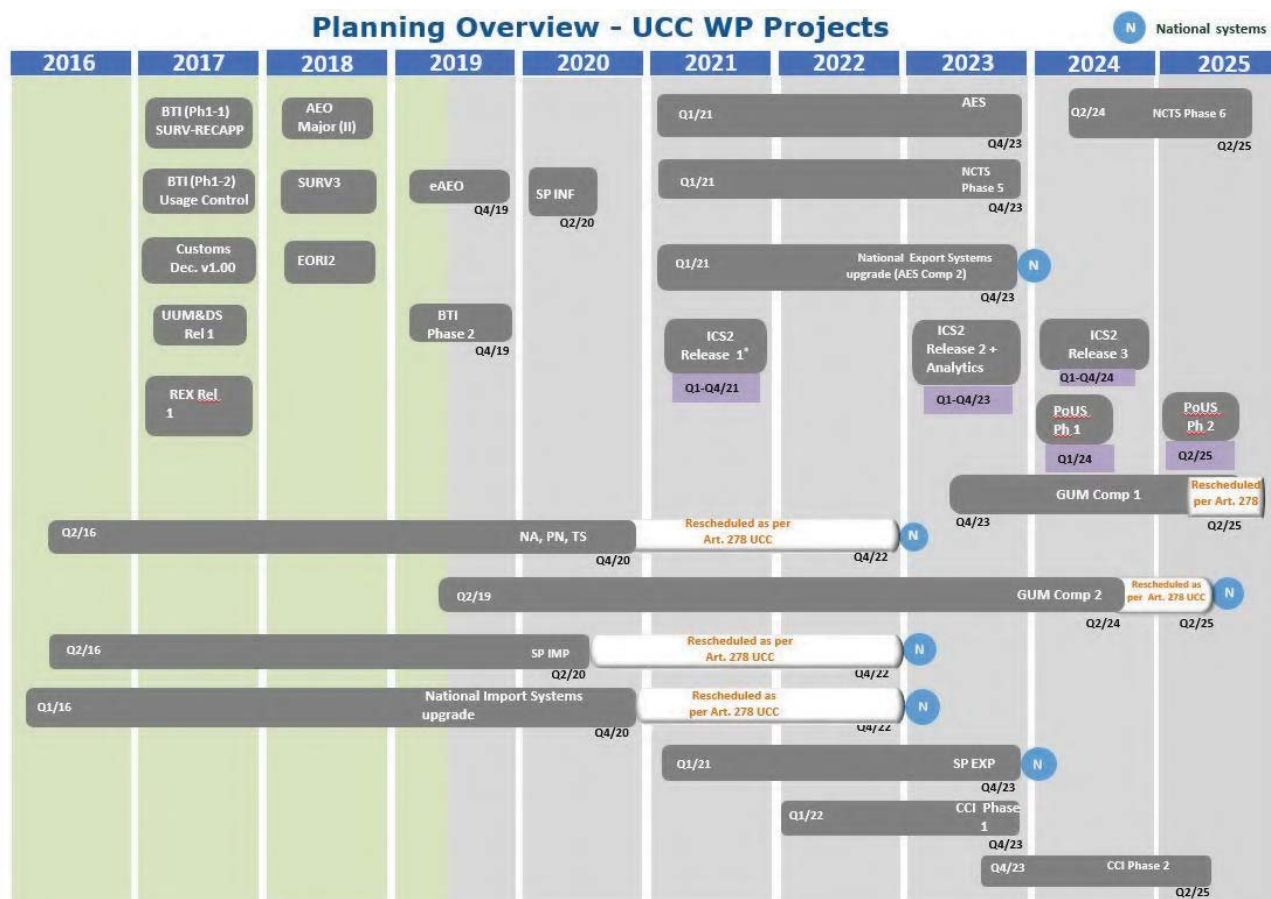 Planning Overview - UCC WP Projects
N National systems
2016 2017 2018 2019 2020 2021 2022 2023 2024 2025
BTI (Ph1-1)
SURV-RECAPP
AEO
Major (II)
Q1/21
AES
Q4/23
Q2/24
NCTS Phase 6
Q2/25
BTI (Ph1-2)
Usage Control
SURV3
eAEO
Q4/19
SP INF
Q2/20
Q1/21
NCTS
Phase 5
Q4/23
Customs
Dec. v1.00
EORI2
Q1/21
National Export Systems
upgrade (AES Comp 2)
N
Q4/23
UUM&DS
Rel 1
BTI
Phase 2
Q4/19
ICS2
Release 1*
Q1-Q4/21
ICS2
Release 2 +
Analytics
Q1-Q4/23
ICS2
Release 3
Q1-Q4/24
REX Rel
1
PoUS
Ph 1
Q1/24
PoUS
Ph 2
Q2/25
GUM Comp 1
Rescheduled
per Art. 278
Q4/23
Q2/25
Q2/16
NA, PN, TS
Q4/20
Rescheduled as per
Art. 278 UCC
Q4/22
N
Q2/19
GUM Comp 2
Q2/24
Rescheduled as
per Art. 278 UCC
Q2/25
N
Q2/16
SP IMP
Q2/20
Rescheduled as per
Art. 278 UCC
Q4/22
N
Q1/16
National Import Systems
upgrade
Q4/20
Rescheduled as
per Art. 278 UCC
Q4/22
N
Q1/21
SP EXP
Q4/23
N
Q1/22
CCI Phase
1
Q4/23
Q4/23
CCI Phase 2
Q2/25